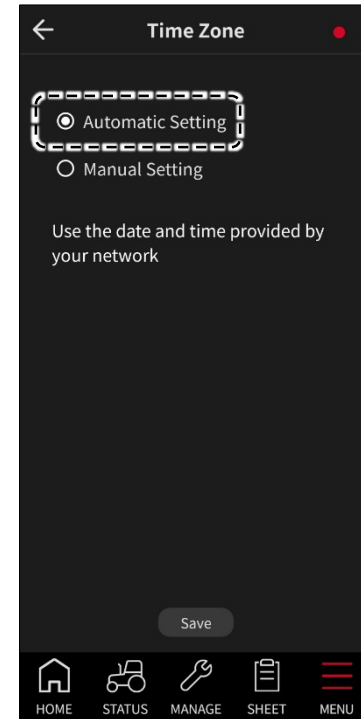 Time Zone
Automatic Setting
Manual Setting
Use the date and time provided by
your network
Save
HOME STATUS MANAGE SHEET MENU